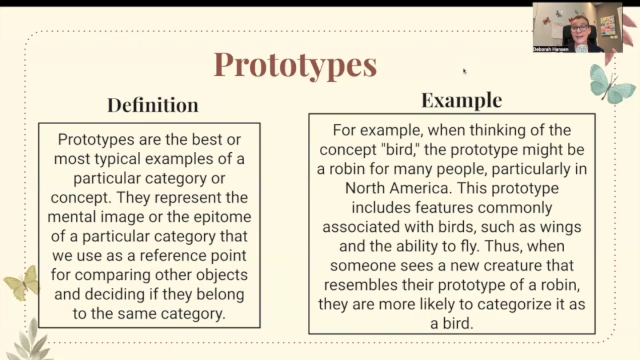 Prototypes
Definition
Prototypes are the best or
most typical examples of a
particular category or
concept. They represent the
mental image or the epitome
of a particular category that
we use as a reference point
for comparing other objects
and deciding if they belong
to the same category.
Example
For example, when thinking of the
concept "bird," the prototype might be
a robin for many people, particularly in
North America. This prototype
includes features commonly
associated with birds, such as wings
and the ability to fly. Thus, when
someone sees a new creature that
resembles their prototype of a robin,
they are more likely to categorize it as
a bird.
Deborah Hansen